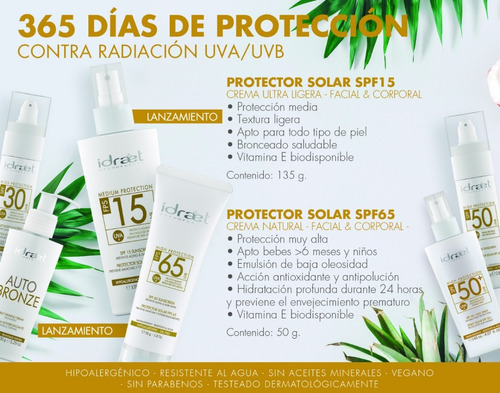 365 DÍAS DE PROTECCIÓN
CONTRA RADIACIÓN UVA/UVB
PROTECTOR SOLAR SPF15
CREMA ULTRA LIGERA - FACIAL & CORPORAL
• Protección media
• Textura ligera
• Apto para todo tipo de piel
• Bronceado saludable
• Vitamina E biodisponible
Contenido: 135 g.
LANZAMIENTO
idraet
MEDIUM PROTECTION
FPS
15
UVA
30
AUTO
BRONZE
LANZAMIENTO
idraet
65
PROTECTOR SOLAR SPF65
CREMA NATURAL - FACIAL & CORPORAL -
• Protección muy alta
• Apto bebes >6 meses y niños
• Emulsión de baja oleosidad
• Acción antioxidante y antipolución
• Hidratación profunda durante 24 horas
y previene el envejecimiento prematuro
• Vitamina E biodisponible
Contenido: 50 g.
idraet
50+
idraet
50+
HIPOALERGÉNICO - RESISTENTE AL AGUA - SIN ACEITES MINERALES - VEGANO
- SIN PARABENOS - TESTEADO DERMATOLÓGICAMENTE